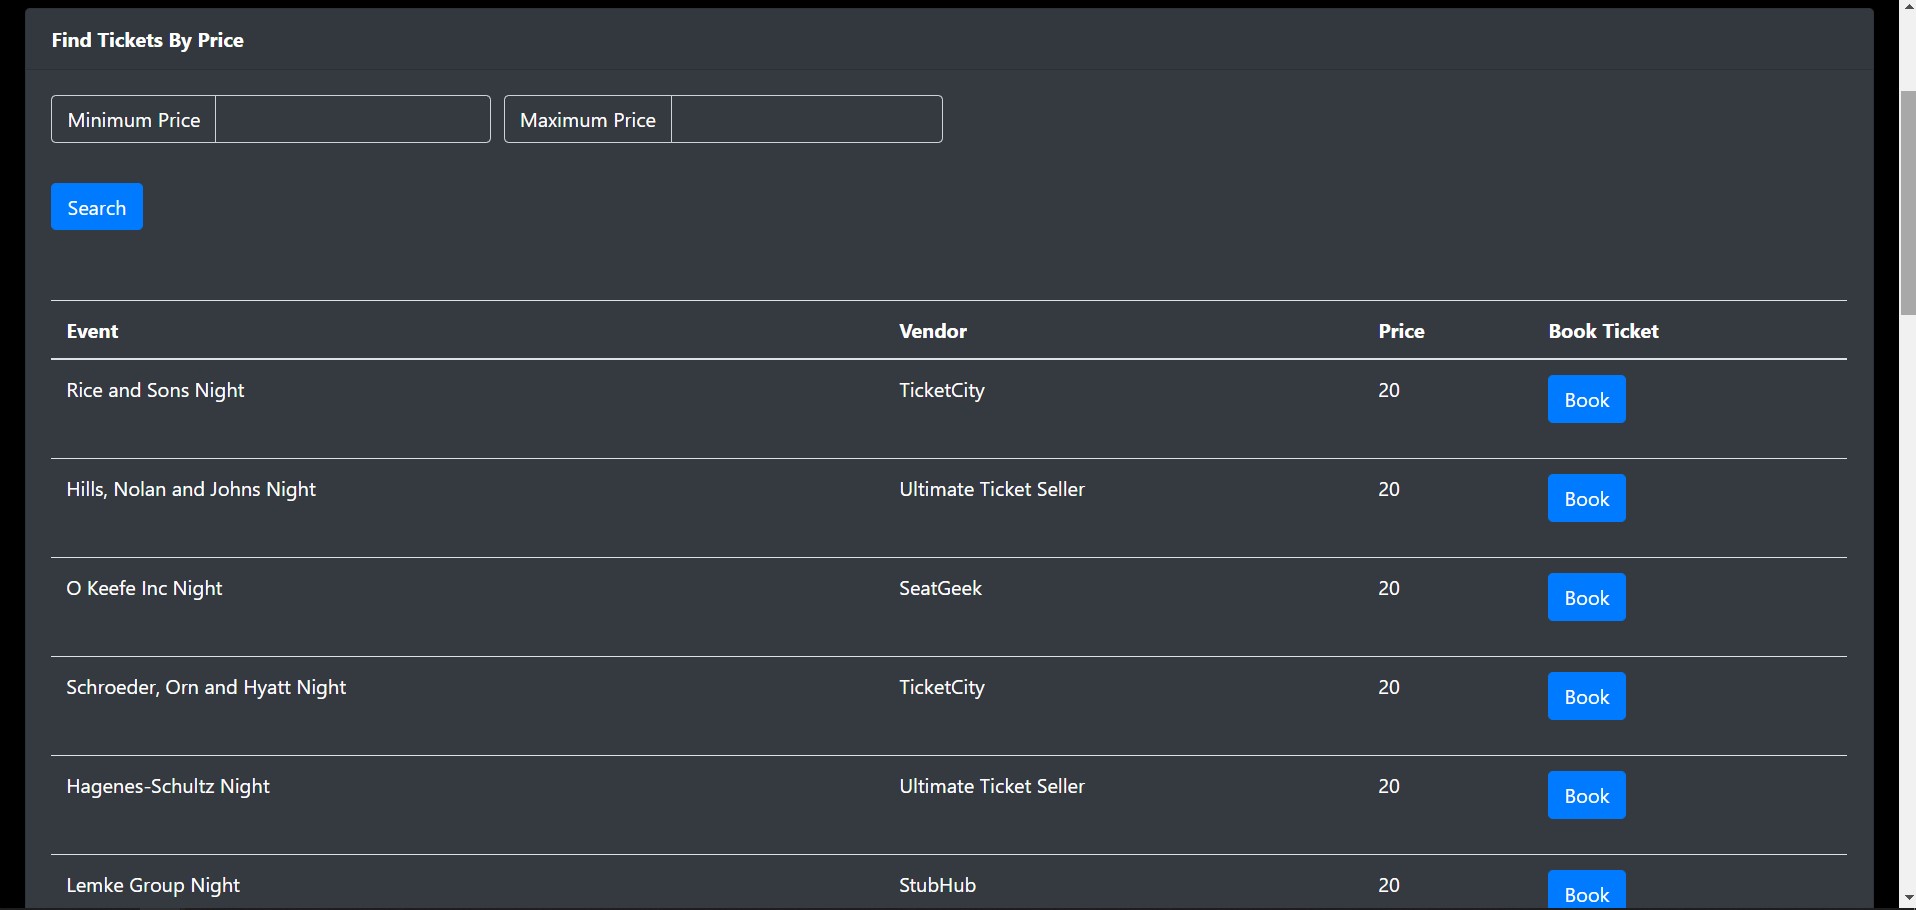 Find Tickets By Price
Minimum Price Maximum Price
Search
Event Vendor Price Book Ticket
Rice and Sons Night TicketCity 20 Book
Hills, Nolan and Johns Night Ultimate Ticket Seller 20 Book
O Keefe Inc Night SeatGeek 20 Book
Schroeder, Orn and Hyatt Night TicketCity 20 Book
Hagenes-Schultz Night Ultimate Ticket Seller 20 Book
Lemke Group Night StubHub 20 Book